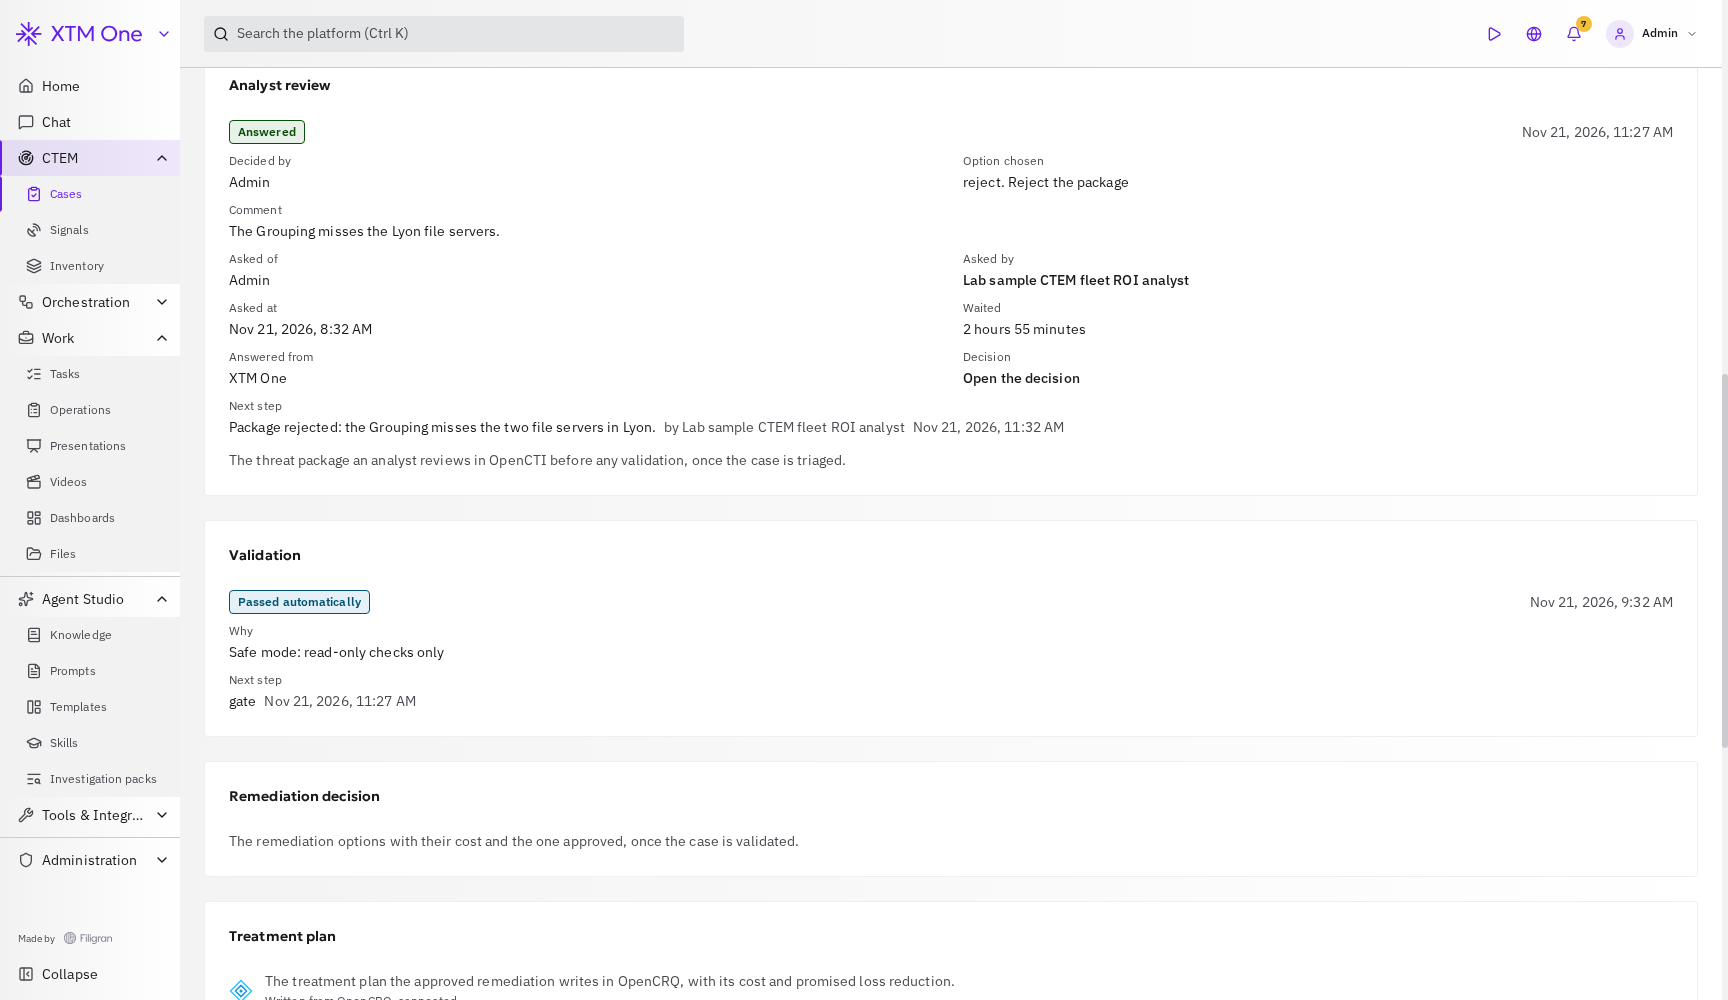 XTM One
Search the platform (Ctrl K)
7
Admin
Home
Chat
CTEM
Cases
Signals
Inventory
Orchestration
Work
Tasks
Operations
Presentations
Videos
Dashboards
Files
Agent Studio
Knowledge
Prompts
Templates
Skills
Investigation packs
Tools & Integr...
Administration
Made by Filigran
Collapse
Analyst review
Answered
Nov 21, 2026, 11:27 AM
Decided by
Admin
Option chosen
reject. Reject the package
Comment
The Grouping misses the Lyon file servers.
Asked of
Admin
Asked by
Lab sample CTEM fleet ROI analyst
Asked at
Nov 21, 2026, 8:32 AM
Waited
2 hours 55 minutes
Answered from
XTM One
Decision
Open the decision
Next step
Package rejected: the Grouping misses the two file servers in Lyon. by Lab sample CTEM fleet ROI analyst Nov 21, 2026, 11:32 AM
The threat package an analyst reviews in OpenCTI before any validation, once the case is triaged.
Validation
Passed automatically
Nov 21, 2026, 9:32 AM
Why
Safe mode: read-only checks only
Next step
gate Nov 21, 2026, 11:27 AM
Remediation decision
The remediation options with their cost and the one approved, once the case is validated.
Treatment plan
The treatment plan the approved remediation writes in OpenCRQ, with its cost and promised loss reduction.
Written from OpenCRQ, connected